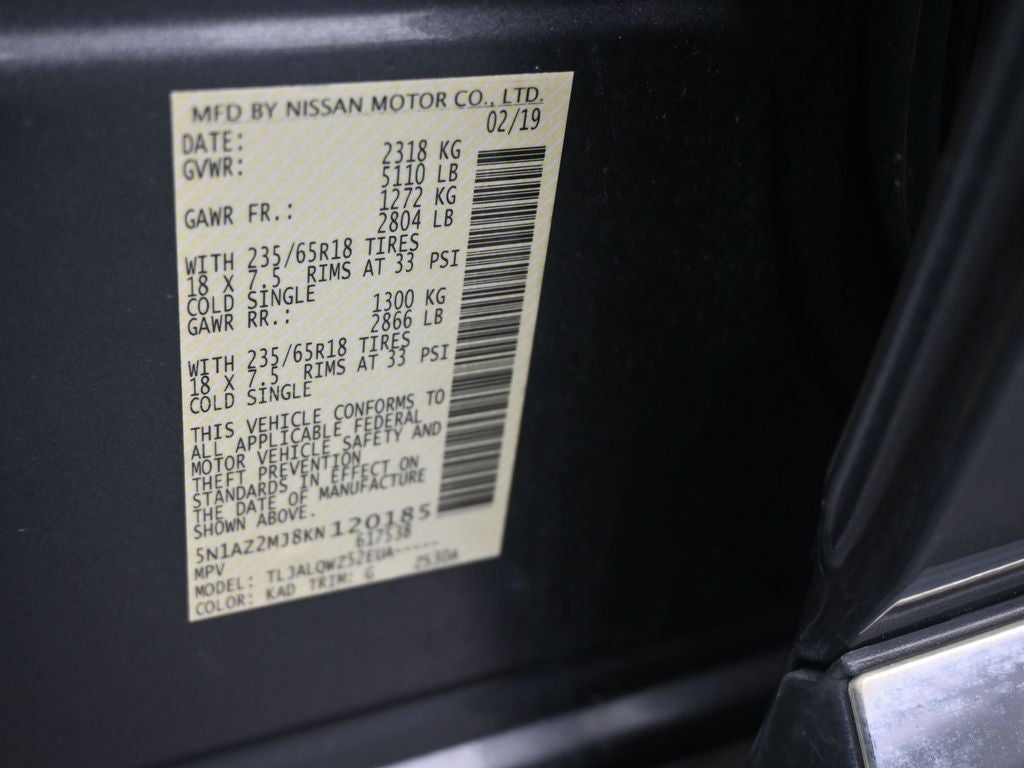 MFD BY NISSAN MOTOR CO., LTD.
DATE: 02/19
GVWR: 2318 KG
5110 LB
GAWR FR.: 1272 KG
2804 LB
WITH 235/65R18 TIRES
18 X 7.5 RIMS AT 33 PSI
COLD SINGLE
GAWR RR.: 1300 KG
2866 LB
WITH 235/65R18 TIRES
18 X 7.5 RIMS AT 33 PSI
COLD SINGLE
THIS VEHICLE CONFORMS TO
ALL APPLICABLE FEDERAL
MOTOR VEHICLE SAFETY AND
THEFT PREVENTION
STANDARDS IN EFFECT ON
THE DATE OF MANUFACTURE
SHOWN ABOVE.
5N1AZ2MJ8KN120185
MPV 617538
MODEL: TLJALQWZ52EUA-----
COLOR: KAD TRIM: G